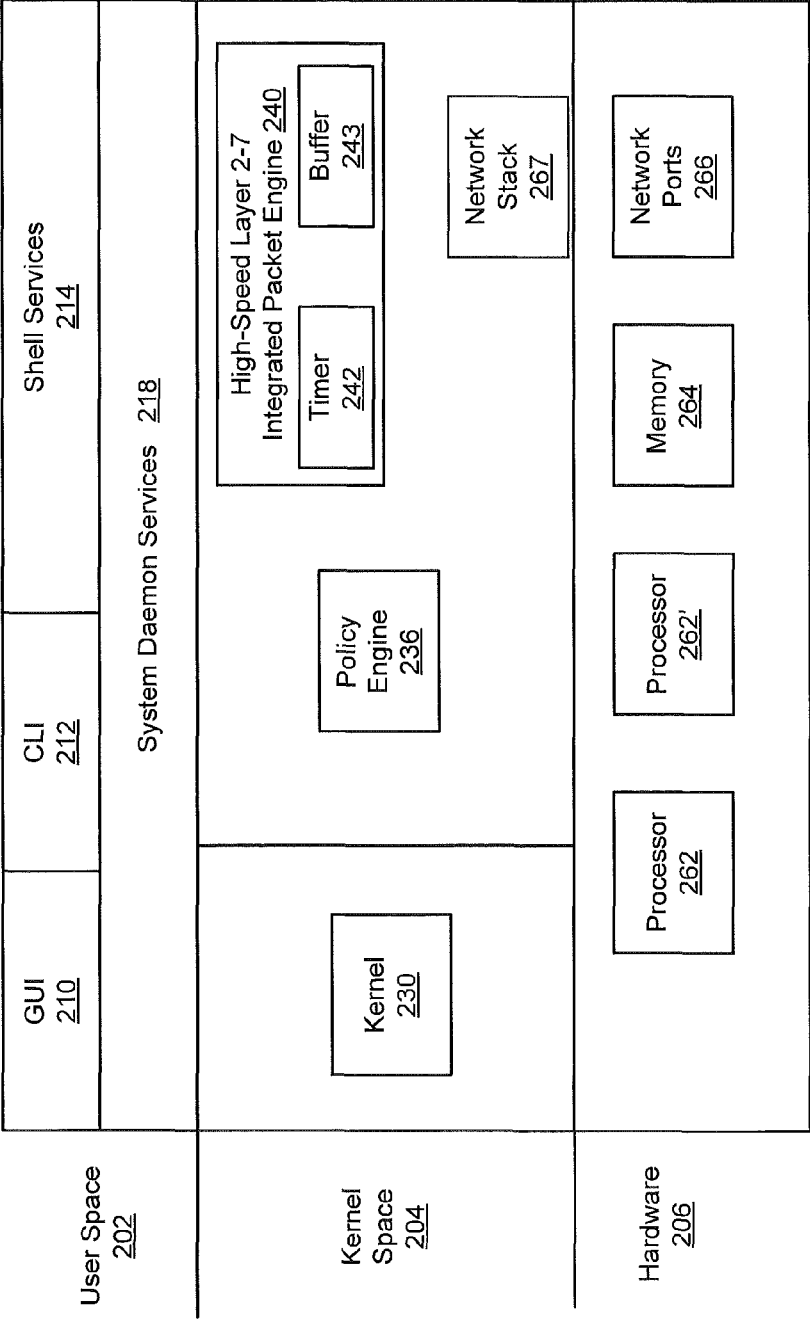 User Space
202
GUI
210
CLI
212
Shell Services
214
System Daemon Services 218
Kernel
Space
204
Kernel
230
Policy
Engine
236
High-Speed Layer 2-7
Integrated Packet Engine 240
Timer
242
Buffer
243
Network
Stack
267
Hardware
206
Processor
262
Processor
262'
Memory
264
Network
Ports
266